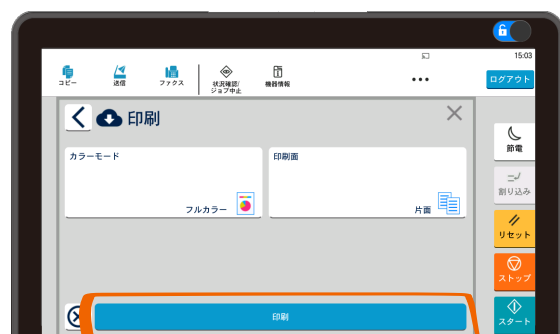 15:03
コピー
送信
ファクス
状況確認/
ジョブ中止
機器情報
ログアウト
印刷
節電
カラーモード
フルカラー
印刷面
片面
割り込み
リセット
ストップ
印刷
スタート